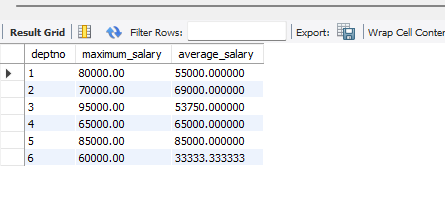 Result Grid Filter Rows: Export: Wrap Cell Conten
deptno maximum_salary average_salary
1 80000.00 55000.000000
2 70000.00 69000.000000
3 95000.00 53750.000000
4 65000.00 65000.000000
5 85000.00 85000.000000
6 60000.00 33333.333333